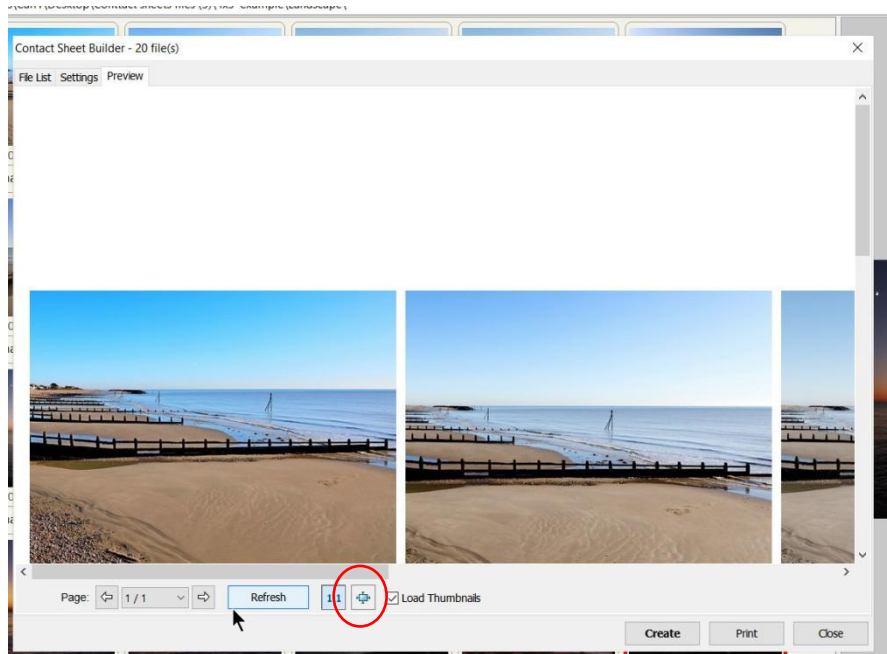 Contact Sheet Builder - 20 file(s)
File List Settings Preview
Page: 1 / 1 Refresh 1:1 Load Thumbnails
Create Print Close